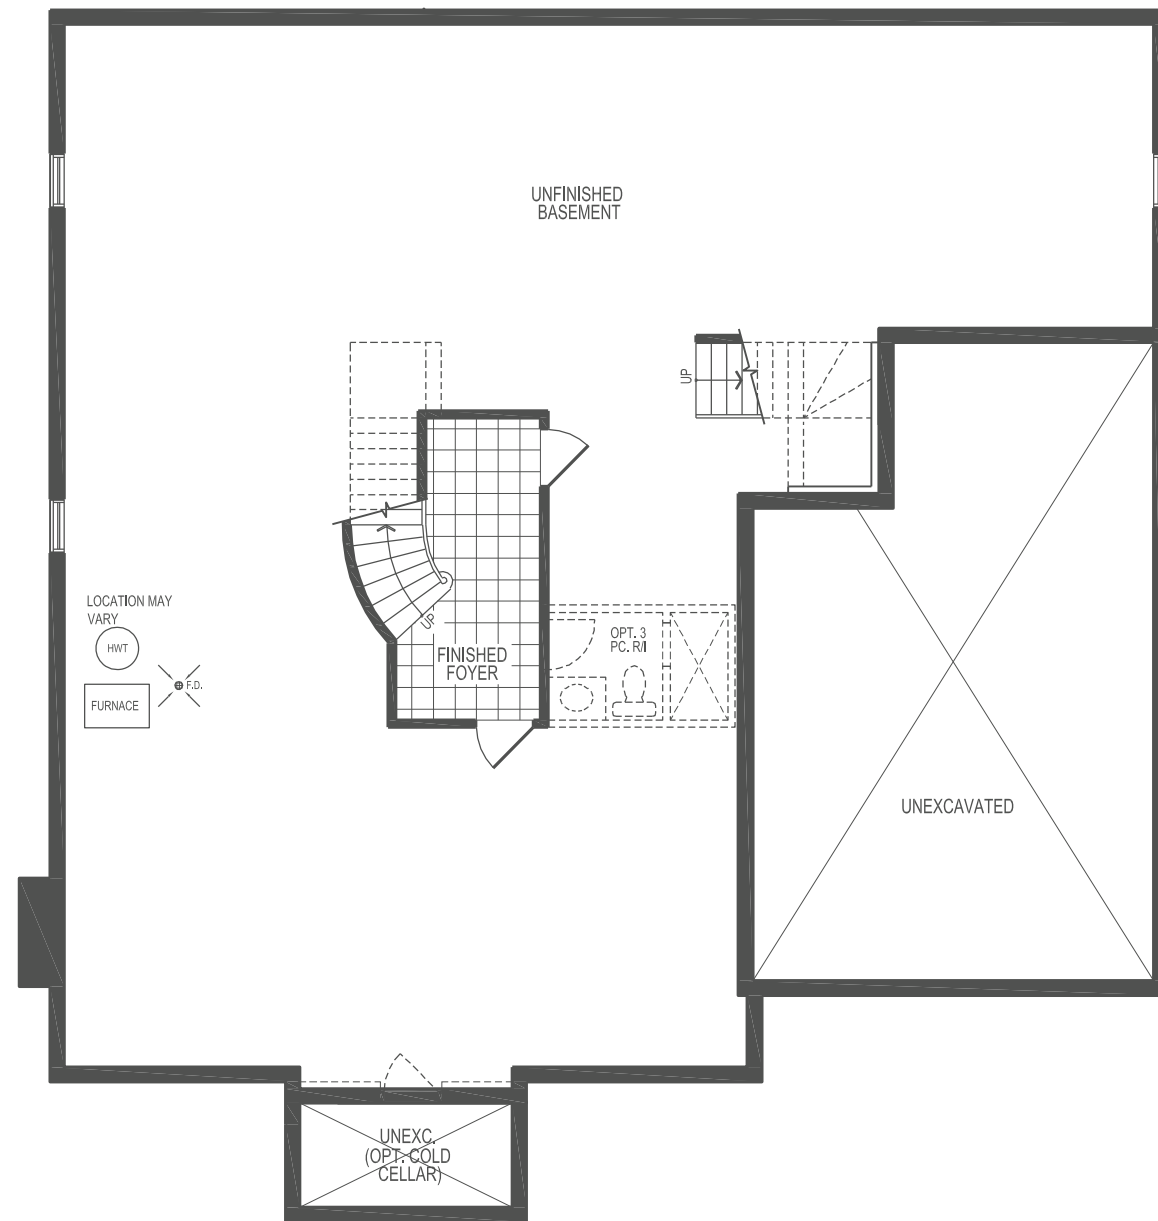 UNFINISHED
BASEMENT
UP
LOCATION MAY
VARY
HWT
F.D.
FURNACE
UP
FINISHED
FOYER
OPT. 3
PC. R/I
UNEXCAVATED
UNEXC.
(OPT. COLD
CELLAR)